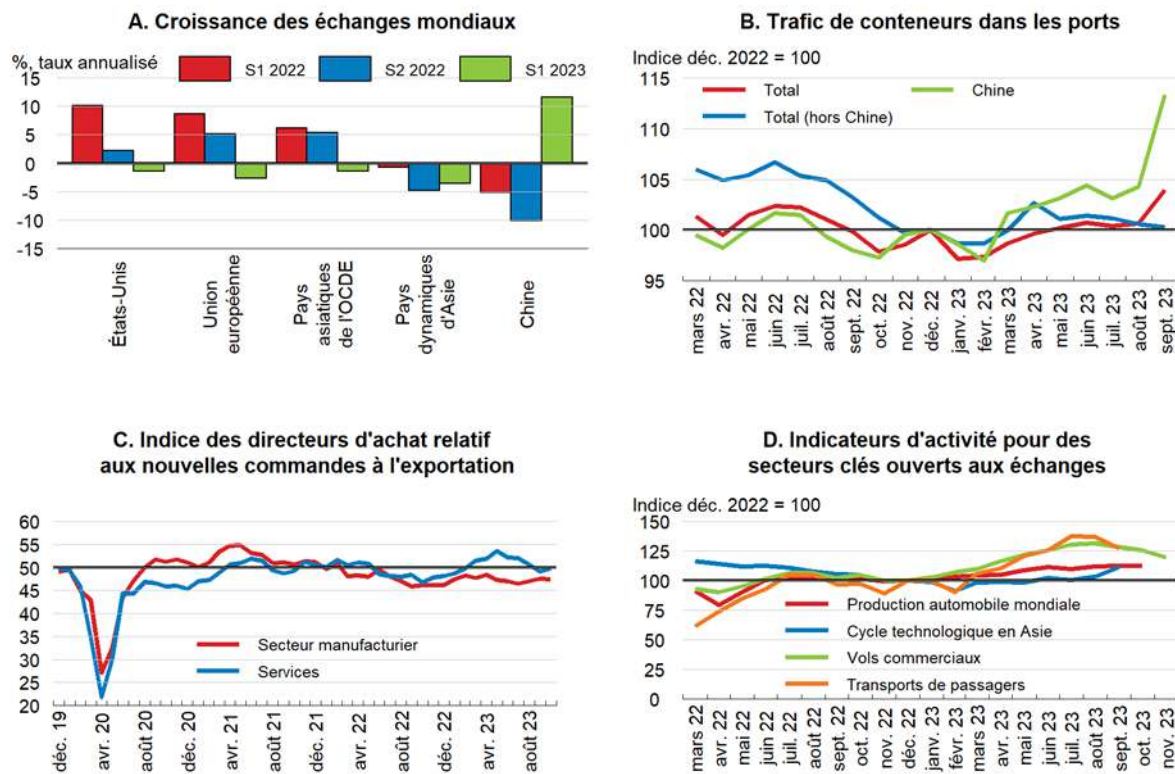 A. Croissance des échanges mondiaux
%, taux annualisé
S1 2022
S2 2022
S1 2023
15
10
5
0
-5
-10
-15
États-Unis
Union
européènne
Pays
asiatiques
de l'OCDE
Pays
dynamiques
d'Asie
Chine
B. Trafic de conteneurs dans les ports
Indice déc. 2022 = 100
115
110
105
100
95
Total
Chine
Total (hors Chine)
mars 22
avr. 22
mai 22
juin 22
juil. 22
août 22
sept. 22
oct. 22
nov. 22
déc. 22
janv. 23
févr. 23
mars 23
avr. 23
mai 23
juin 23
juil. 23
août 23
sept. 23
C. Indice des directeurs d'achat relatif
aux nouvelles commandes à l'exportation
60
55
50
45
40
35
30
25
20
Secteur manufacturier
Services
déc. 19
avr. 20
août 20
déc. 20
avr. 21
août 21
déc. 21
avr. 22
août 22
déc. 22
avr. 23
août 23
D. Indicateurs d'activité pour des
secteurs clés ouverts aux échanges
Indice déc. 2022 = 100
150
125
100
75
50
25
0
Production automobile mondiale
Cycle technologique en Asie
Vols commerciaux
Transports de passagers
mars 22
avr. 22
mai 22
juin 22
juil. 22
août 22
sept. 22
oct. 22
nov. 22
déc. 22
janv. 23
févr. 23
mars 23
avr. 23
mai 23
juin 23
juil. 23
août 23
sept. 23
oct. 23
nov. 23